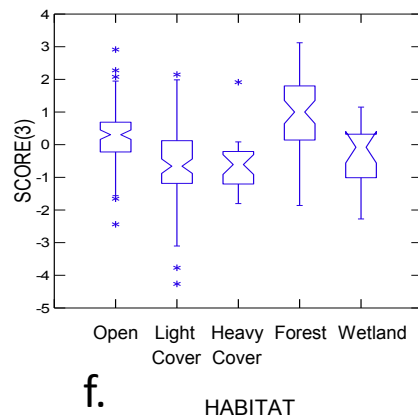 4
3
2
1
0
-1
-2
-3
-4
-5
SCORE(3)
Open Light Heavy Forest Wetland
Cover Cover
f.
HABITAT